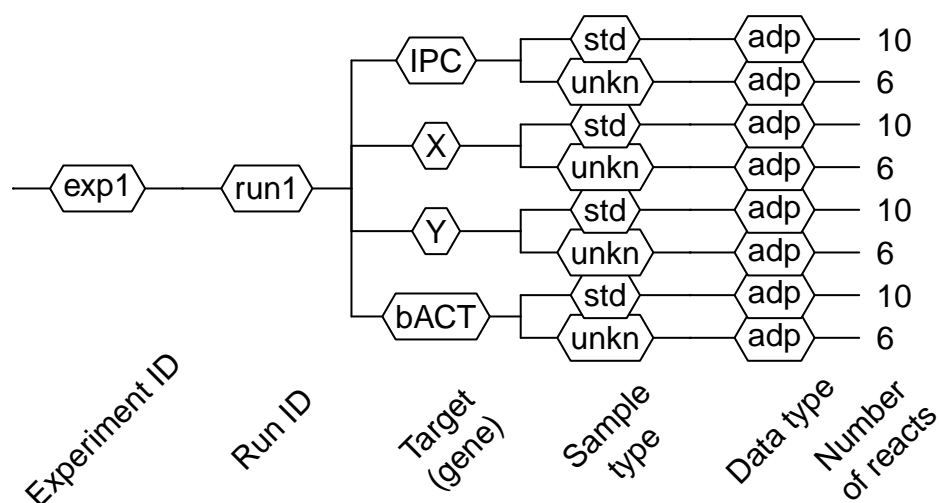 std adp 10
IPC
unkn adp 6
std adp 10
X
unkn adp 6
exp1 run1
std adp 10
Y
unkn adp 6
std adp 10
bACT
unkn adp 6
Experiment ID
Run ID
Target
(gene)
Sample
type
Data type
Number
of reacts